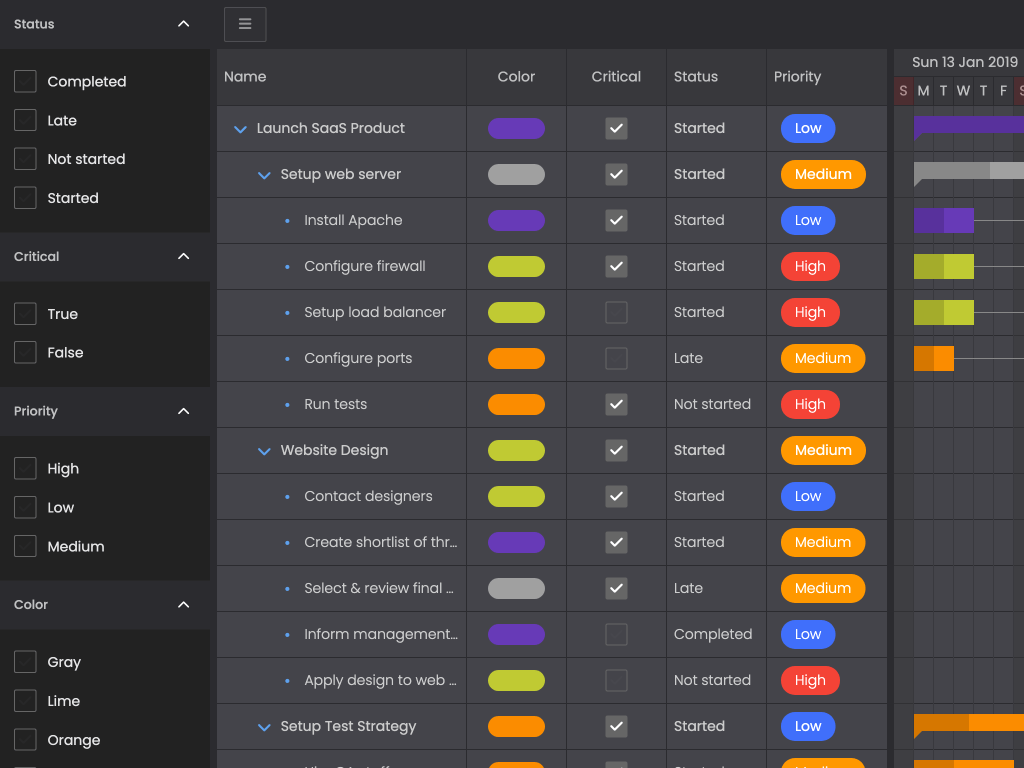 Status
Completed
Late
Not started
Started
Critical
True
False
Priority
High
Low
Medium
Color
Gray
Lime
Orange
Name Color Critical Status Priority
Launch SaaS Product Started Low
Setup web server Started Medium
Install Apache Started Low
Configure firewall Started High
Setup load balancer Started High
Configure ports Late Medium
Run tests Not started High
Website Design Started Medium
Contact designers Started Low
Create shortlist of thr... Started Medium
Select & review final ... Late Medium
Inform management... Completed Low
Apply design to web ... Not started High
Setup Test Strategy Started Low
Sun 13 Jan 2019
S M T W T F S